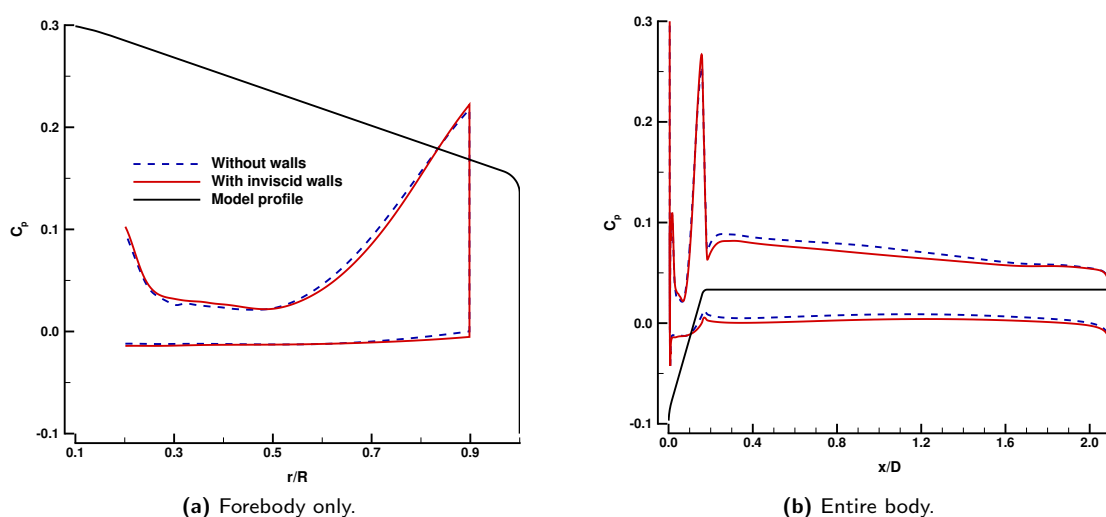 0.3
0.2
0.1
0.0
-0.1
Cp
Without walls
With inviscid walls
Model profile
0.1 0.3 0.5 0.7 0.9
r/R
(a) Forebody only.
0.3
0.2
0.1
0.0
-0.1
Cp
0.0 0.4 0.8 1.2 1.6 2.0
x/D
(b) Entire body.